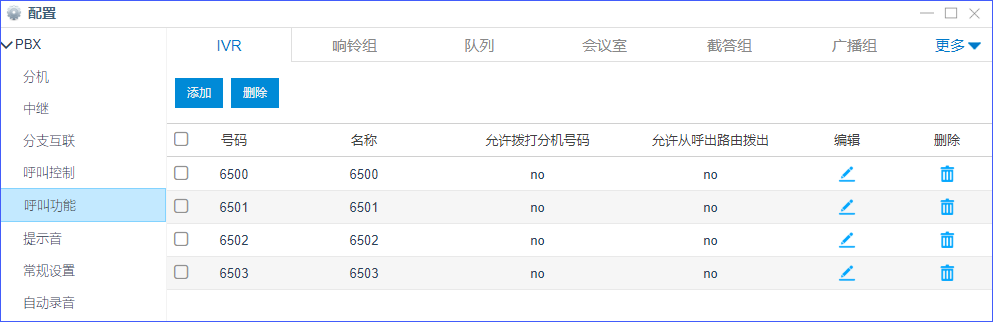 配置
PBX
分机
中继
分支互联
呼叫控制
呼叫功能
提示音
常规设置
自动录音
IVR 响铃组 队列 会议室 截答组 广播组 更多
添加 删除
号码 名称 允许拨打分机号码 允许从呼出路由拨出 编辑 删除
6500 6500 no no
6501 6501 no no
6502 6502 no no
6503 6503 no no